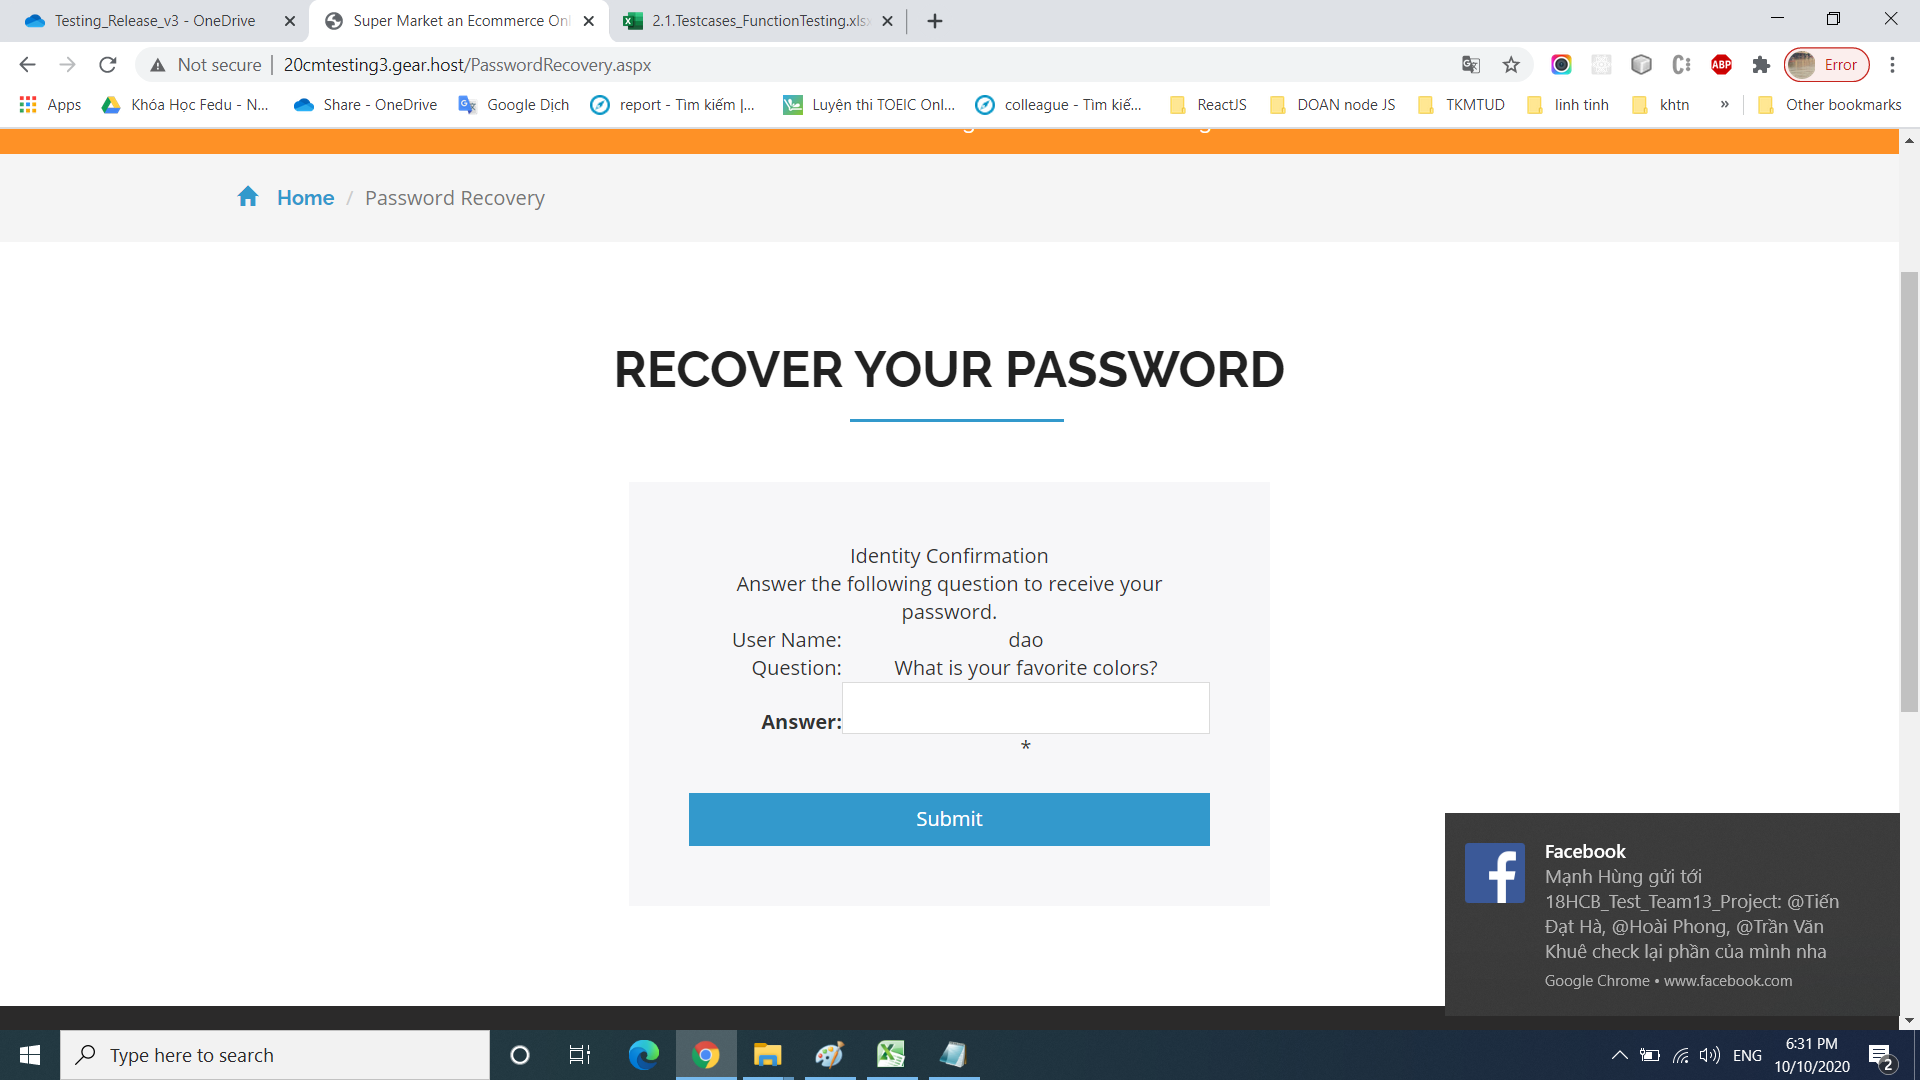 Testing_Release_v3 - OneDrive
Super Market an Ecommerce Onl
2.1.Testcases_FunctionTesting.xlsx
Not secure
20cmtesting3.gear.host/PasswordRecovery.aspx
ABP
Error
Apps
Khóa Học Fedu - N...
Share - OneDrive
Google Dịch
report - Tìm kiếm |...
Luyện thi TOEIC Onl...
colleague - Tìm kiế...
ReactJS
DOAN node JS
TKMTUD
linh tinh
khtn
»
Other bookmarks
Home / Password Recovery
RECOVER YOUR PASSWORD
Identity Confirmation
Answer the following question to receive your
password.
User Name: dao
Question: What is your favorite colors?
Answer:
*
Submit
Facebook
Mạnh Hùng gửi tới
18HCB_Test_Team13_Project: @Tiến
Đạt Hà, @Hoài Phong, @Trần Văn
Khuê check lại phần của mình nha
Google Chrome • www.facebook.com
Type here to search
ENG
6:31 PM
10/10/2020
2